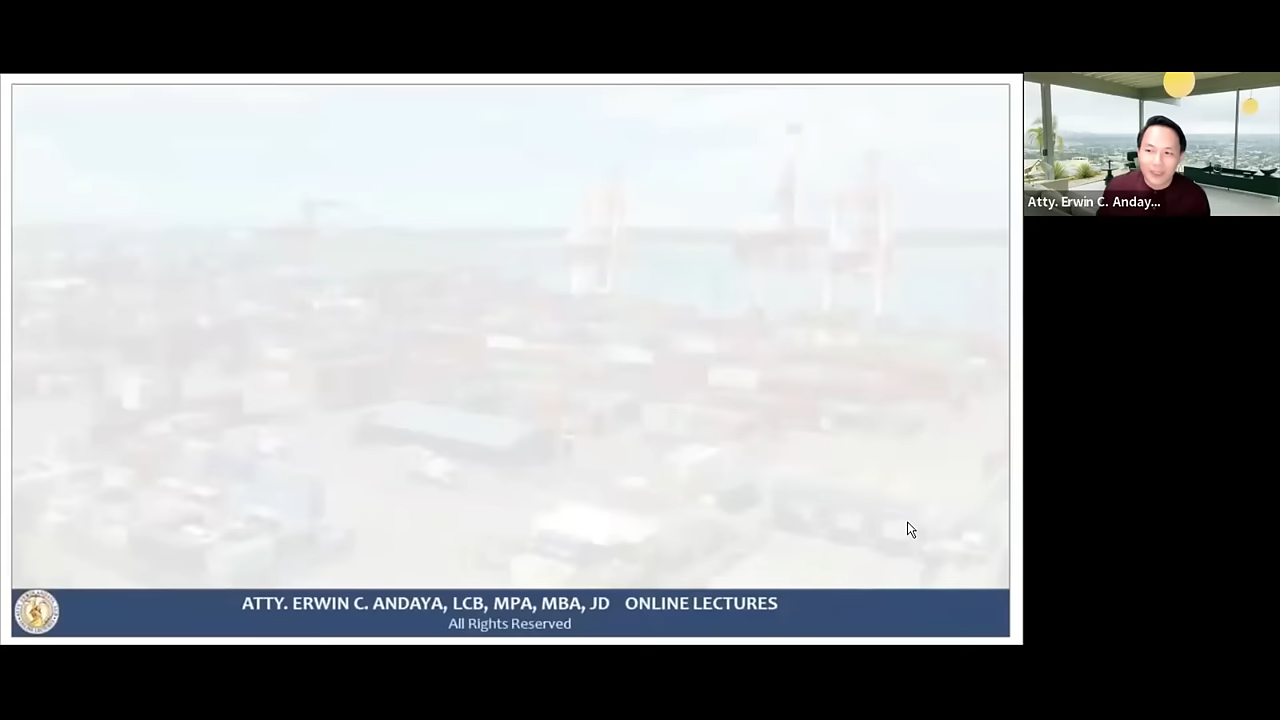 Atty. Erwin C. Anday...
ATTY. ERWIN C. ANDAYA, LCB, MPA, MBA, JD ONLINE LECTURES
All Rights Reserved